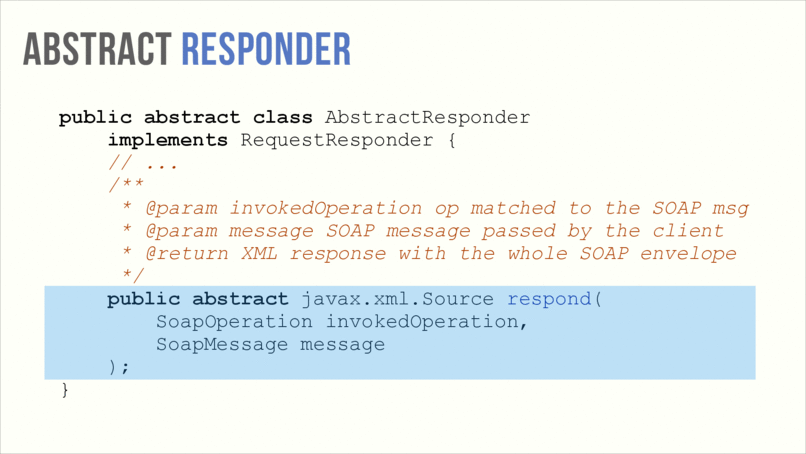 ABSTRACT RESPONDER
public abstract class AbstractResponder
implements RequestResponder {
// ...
/**
* @param invokedOperation op matched to the SOAP msg
* @param message SOAP message passed by the client
* @return XML response with the whole SOAP envelope
*/
public abstract javax.xml.Source respond(
SoapOperation invokedOperation,
SoapMessage message
);
}